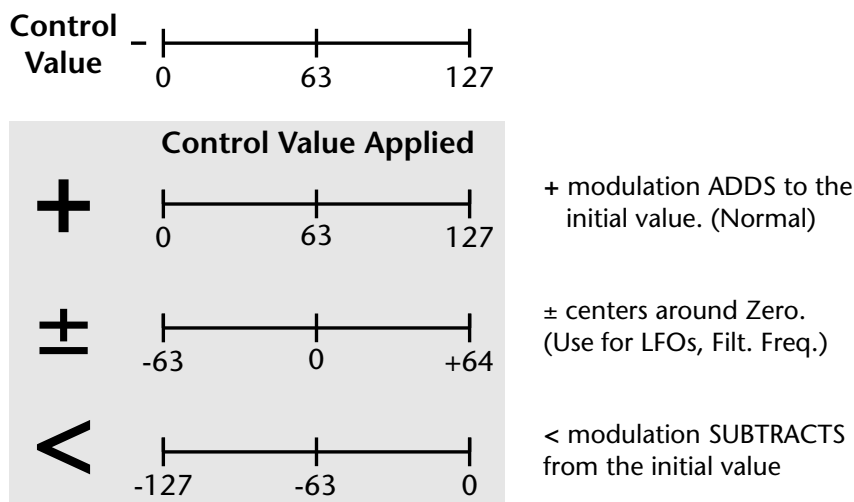 Control
Value
0 63 127
Control Value Applied
+
0 63 127
+ modulation ADDS to the
initial value. (Normal)
±
-63 0 +64
± centers around Zero.
(Use for LFOs, Filt. Freq.)
<
-127 -63 0
< modulation SUBTRACTS
from the initial value